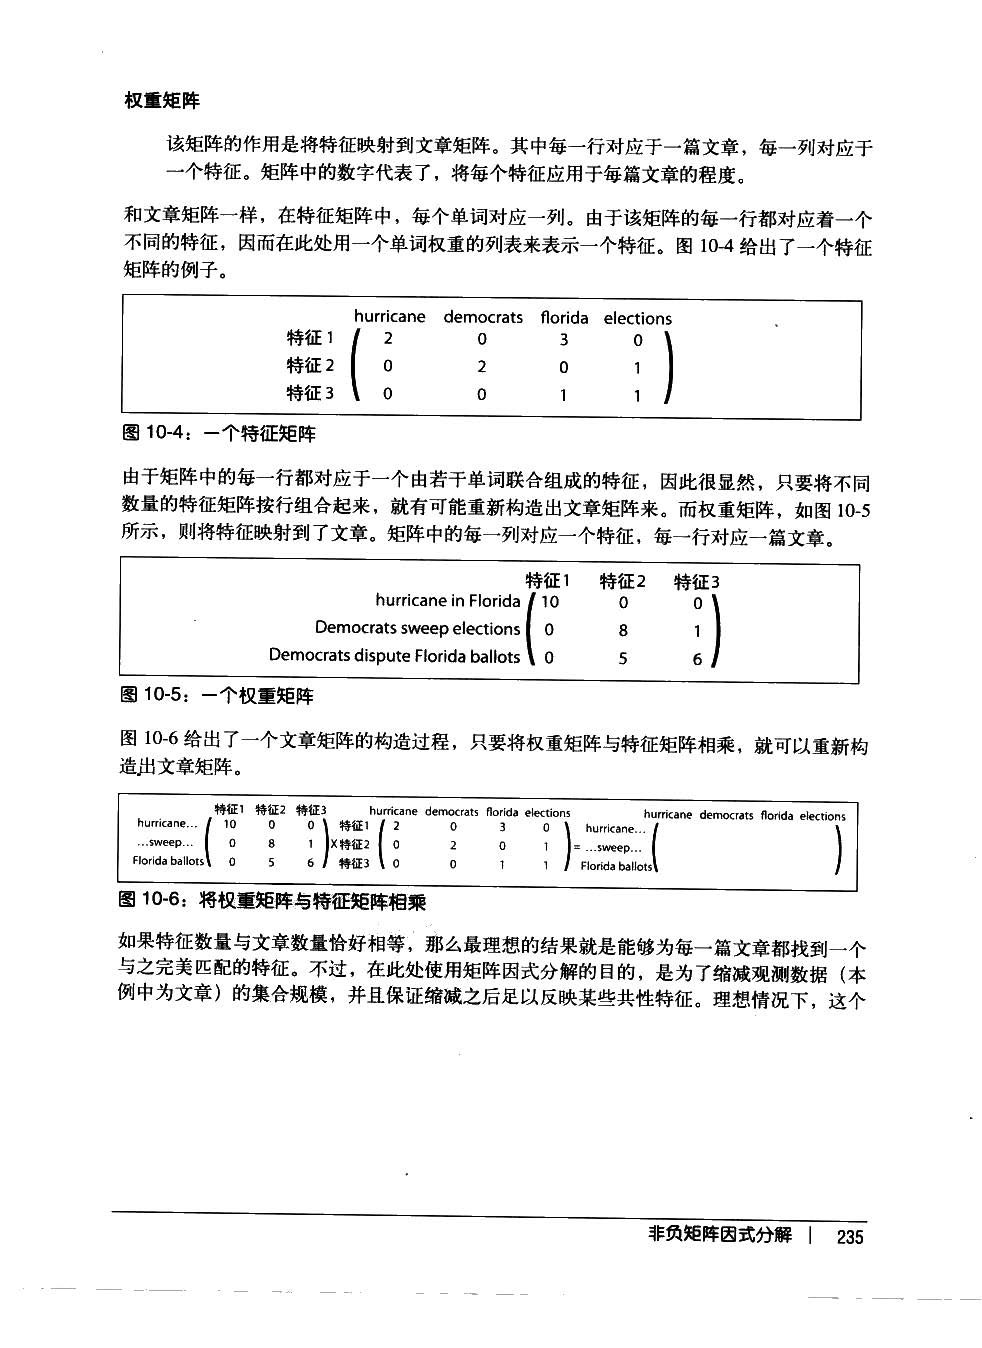 权重矩阵
该矩阵的作用是将特征映射到文章矩阵。其中每一行对应于一篇文章，每一列对应于
一个特征。矩阵中的数字代表了，将每个特征应用于每篇文章的程度。
和文章矩阵一样，在特征矩阵中，每个单词对应一列。由于该矩阵的每一行都对应着一个
不同的特征，因而在此处用一个单词权重的列表来表示一个特征。图 10-4 给出了一个特征
矩阵的例子。
hurricane democrats florida elections
特征 1 2 0 3 0
特征 2 0 2 0 1
特征 3 0 0 1 1
图 10-4：一个特征矩阵
由于矩阵中的每一行都对应于一个由若干单词联合组成的特征，因此很显然，只要将不同
数量的特征矩阵按行组合起来，就有可能重新构造出文章矩阵来。而权重矩阵，如图 10-5
所示，则将特征映射到了文章。矩阵中的每一列对应一个特征，每一行对应一篇文章。
特征1 特征2 特征3
hurricane in Florida 10 0 0
Democrats sweep elections 0 8 1
Democrats dispute Florida ballots 0 5 6
图 10-5：一个权重矩阵
图 10-6 给出了一个文章矩阵的构造过程，只要将权重矩阵与特征矩阵相乘，就可以重新构
造出文章矩阵。
特征1 特征2 特征3 hurricane democrats florida elections hurricane democrats florida elections
hurricane... 10 0 0 特征1 2 0 3 0 hurricane...
...sweep... 0 8 1 X 特征2 0 2 0 1 = ...sweep...
Florida ballots 0 5 6 特征3 0 0 1 1 Florida ballots
图 10-6：将权重矩阵与特征矩阵相乘
如果特征数量与文章数量恰好相等，那么最理想的结果就是能够为每一篇文章都找到一个
与之完美匹配的特征。不过，在此处使用矩阵因式分解的目的，是为了缩减观测数据（本
例中为文章）的集合规模，并且保证缩减之后足以反映某些共性特征。理想情况下，这个
非负矩阵因式分解 | 235